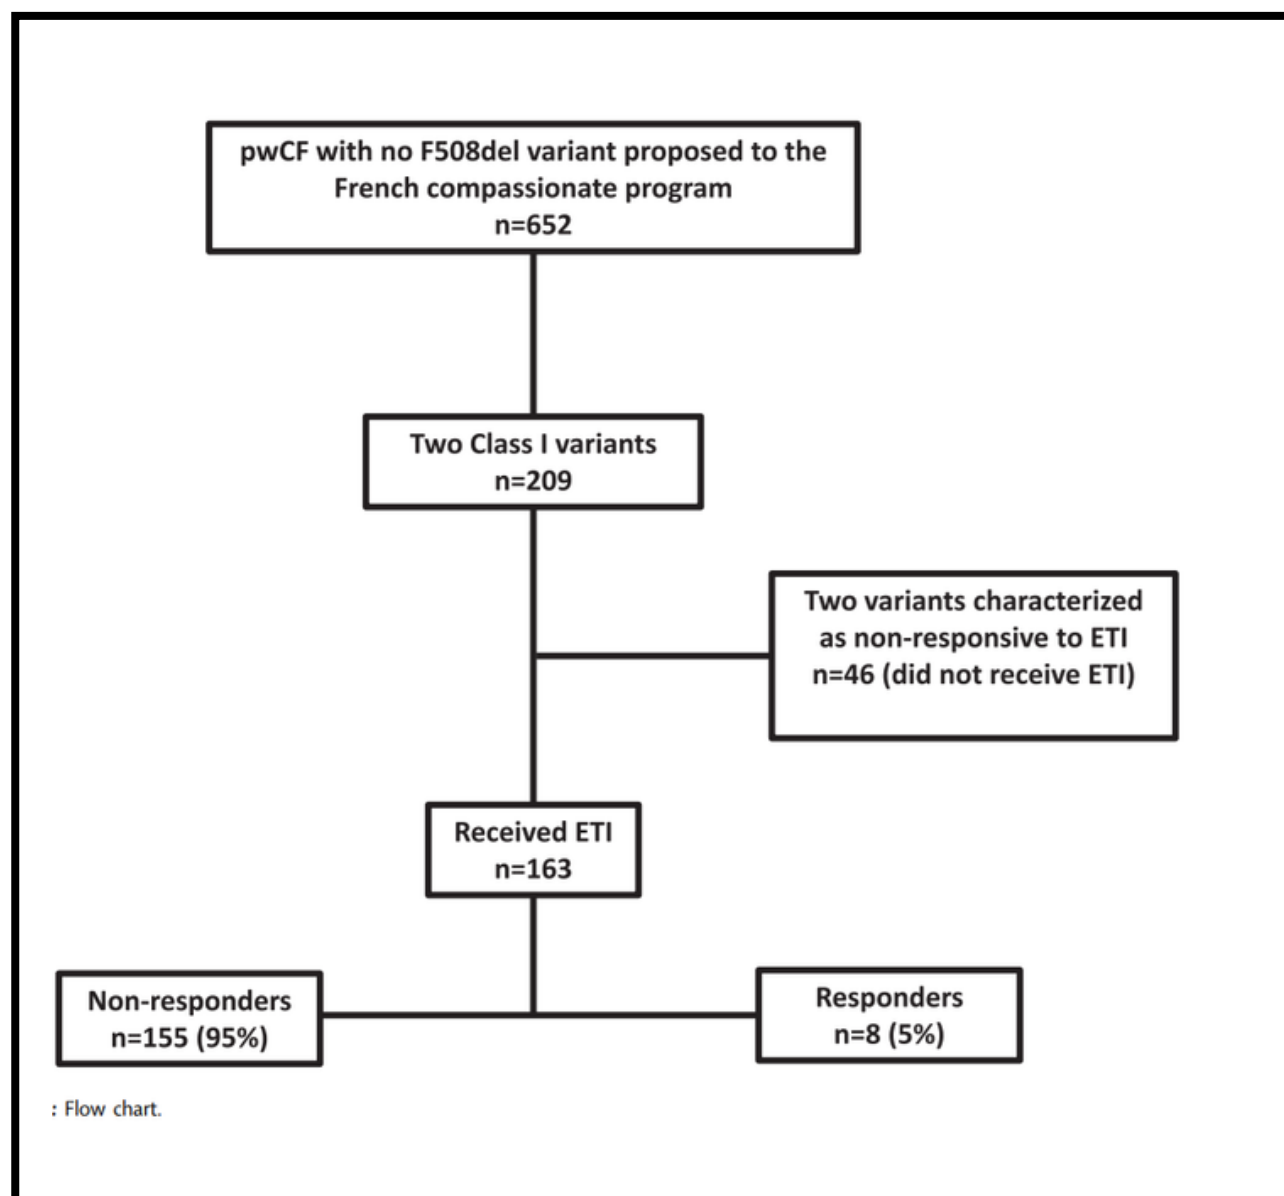 pwCF with no F508del variant proposed to the
French compassionate program
n=652
Two Class I variants
n=209
Two variants characterized
as non-responsive to ETI
n=46 (did not receive ETI)
Received ETI
n=163
Non-responders
n=155 (95%)
Responders
n=8 (5%)
: Flow chart.